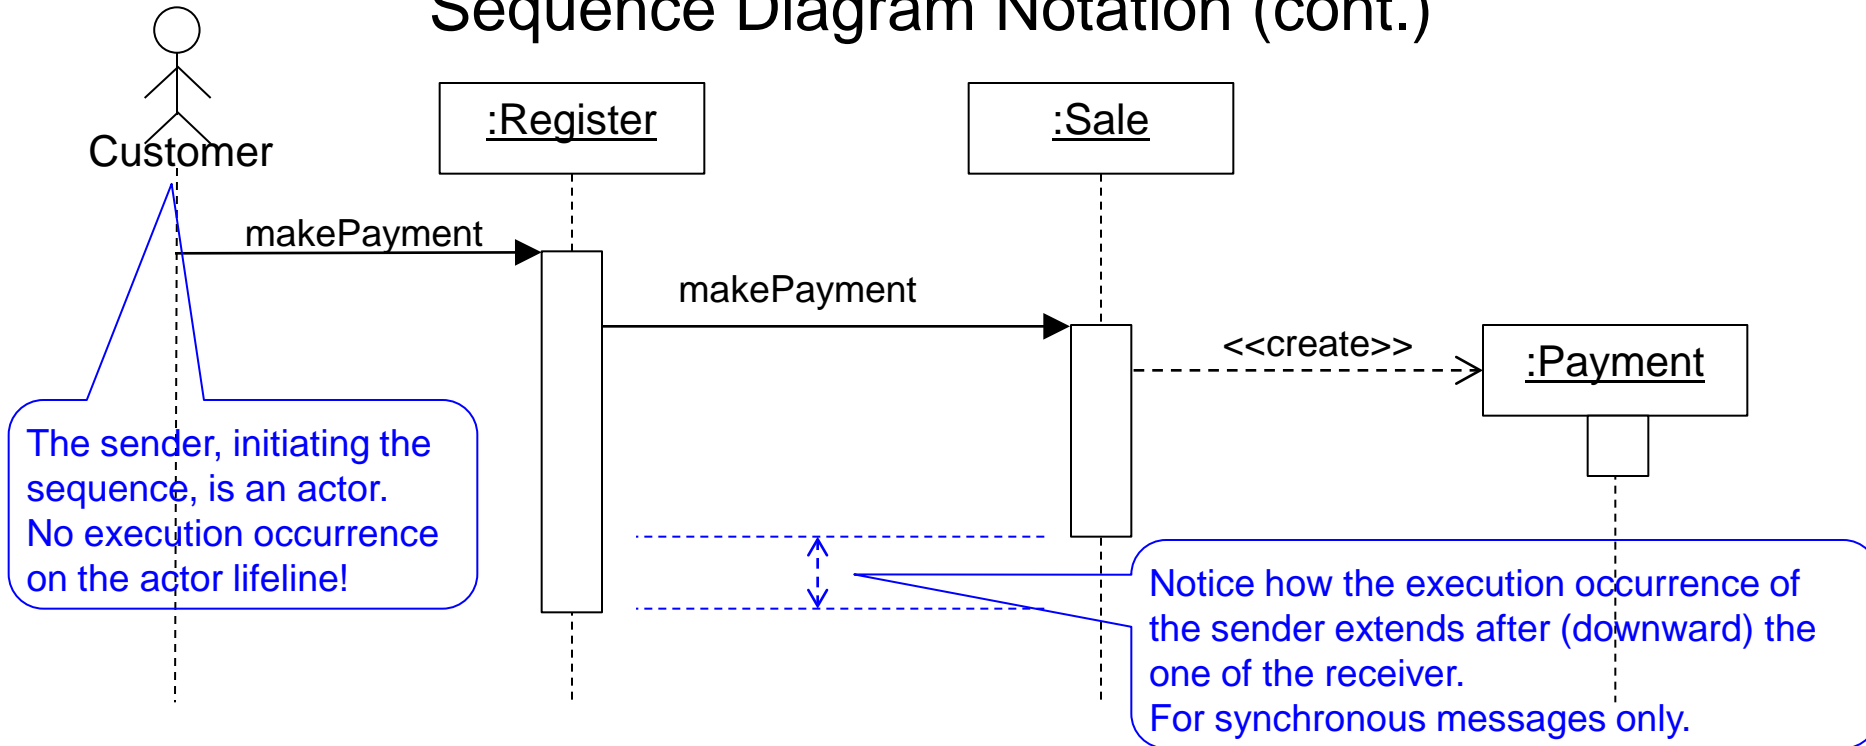 Sequence Diagram Notation (cont.)
Customer
:Register
:Sale
makePayment
makePayment
<<create>>
:Payment
The sender, initiating the
sequence, is an actor.
No execution occurrence
on the actor lifeline!
Notice how the execution occurrence of
the sender extends after (downward) the
one of the receiver.
For synchronous messages only.